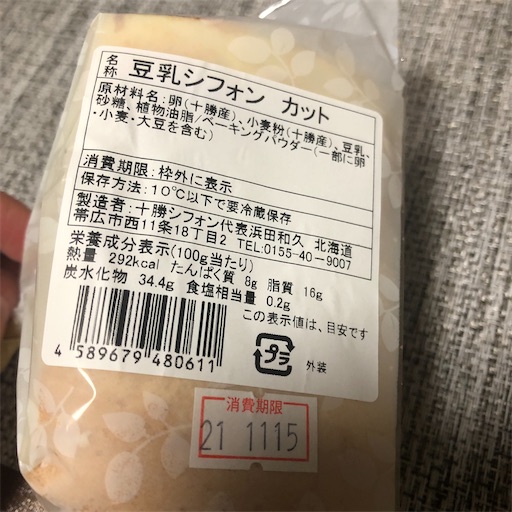 名称 豆乳シフォン カット
原材料名:卵(十勝産)、小麦粉(十勝産)、豆乳、
砂糖、植物油脂/ベーキングパウダー(一部に卵
・小麦・大豆を含む)
消費期限:枠外に表示
保存方法:10℃以下で要冷蔵保存
製造者:十勝シフォン代表浜田和久 北海道
帯広市西11条18丁目2 TEL:0155-40-9007
栄養成分表示(100g当たり)
熱量 292kcal たんぱく質 8g 脂質 16g
炭水化物 34.4g 食塩相当量 0.2g
この表示値は、目安です
4 589679 480611
プラ
外装
消費期限
21 1115